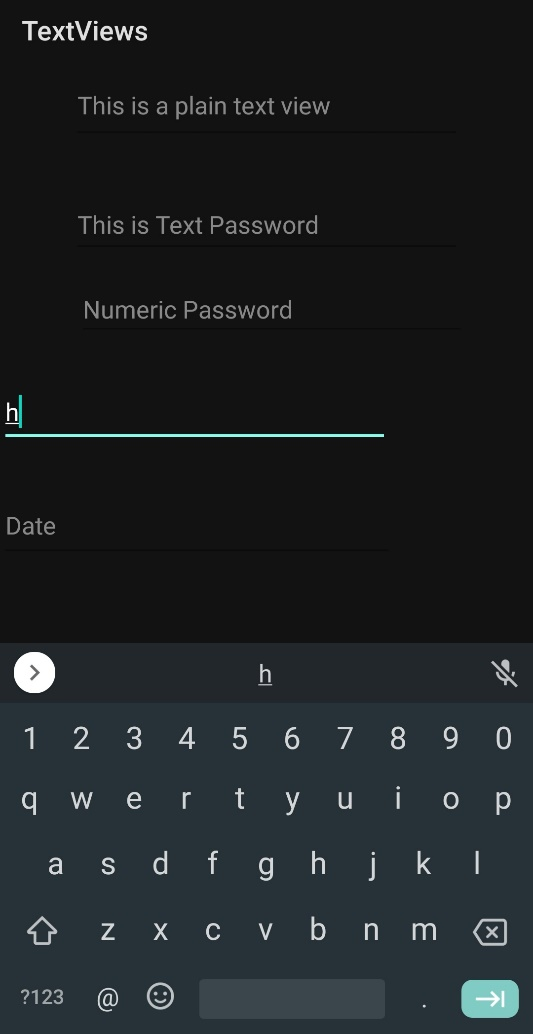 TextViews
This is a plain text view
This is Text Password
Numeric Password
h
Date
h
1 2 3 4 5 6 7 8 9 0
q w e r t y u i o p
a s d f g h j k l
z x c v b n m
?123 @ .